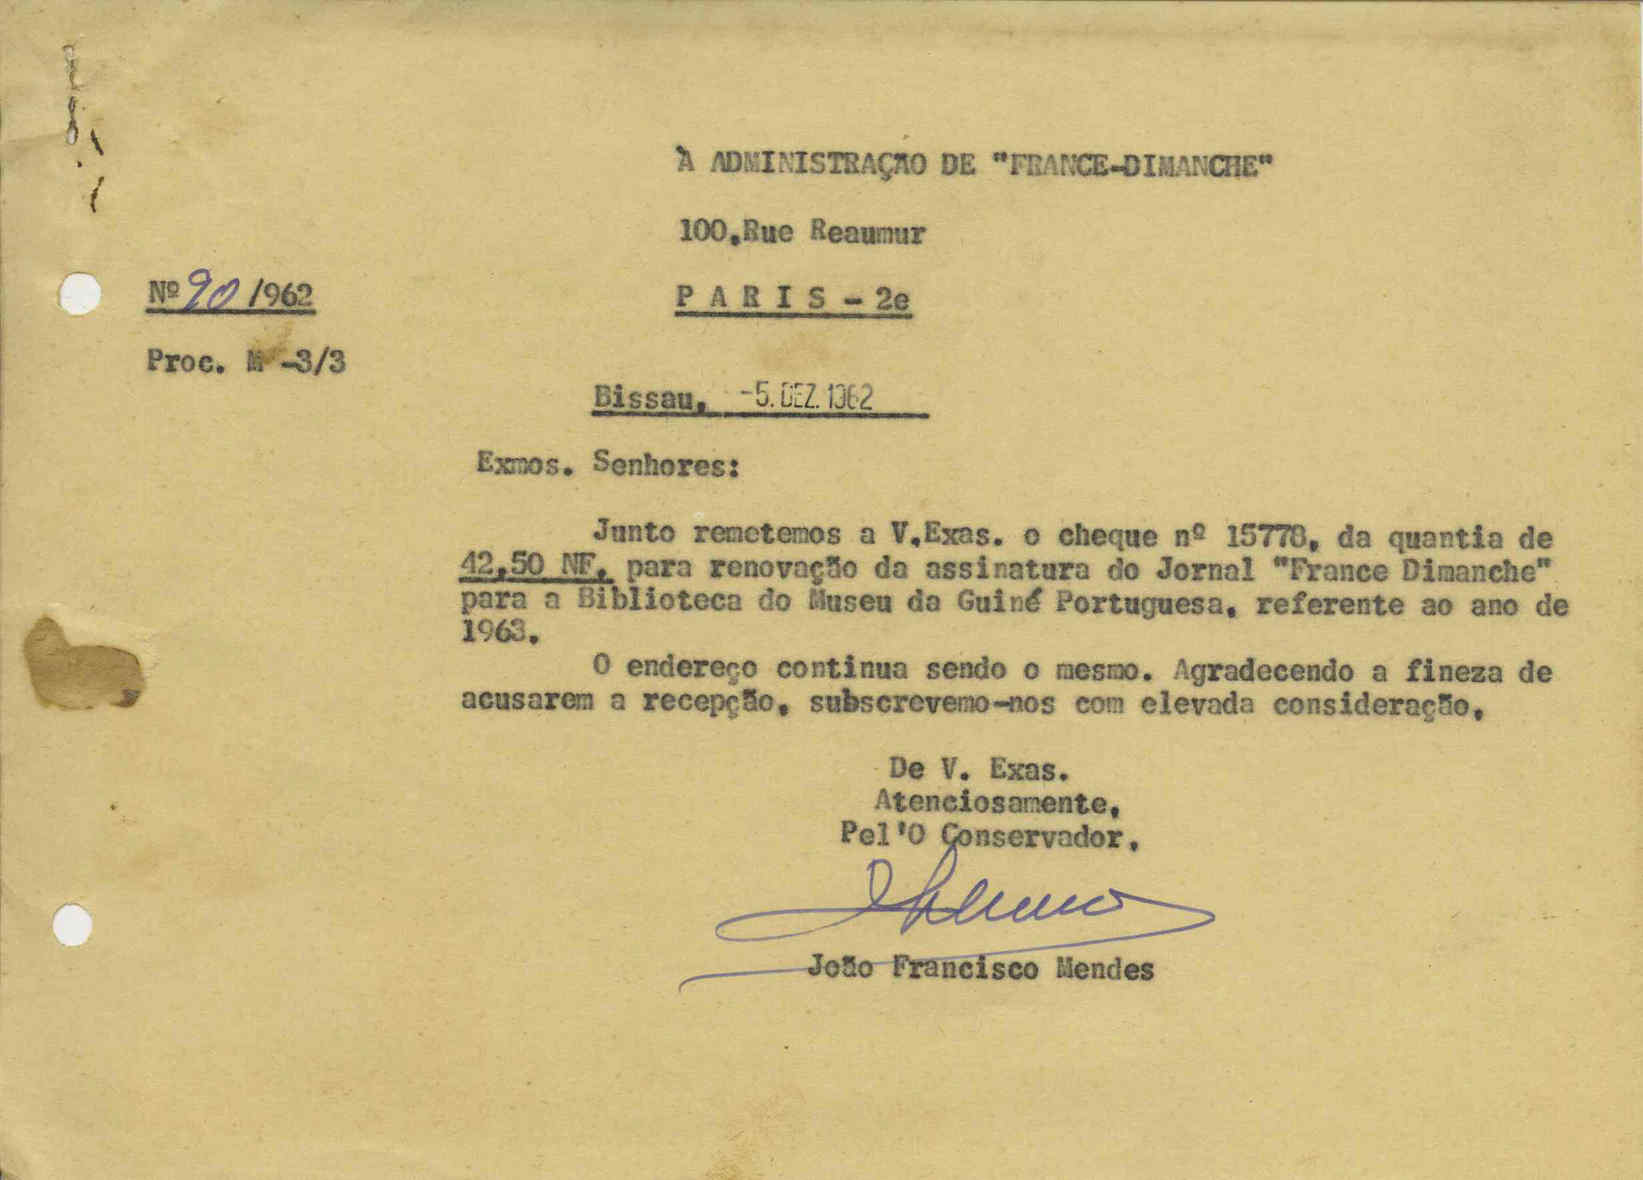 À ADMINISTRAÇÃO DE "FRANCE-DIMANCHE"
100,Rue Reaumur
Nº 90 /1962
P A R I S - 2e
Proc. M -3/3
Bissau, -5. DEZ. 1962
Exmos. Senhores:
Junto remetemos a V.Exas. o cheque nº 15778, da quantia de
42,50 NF, para renovação da assinatura do Jornal "France Dimanche"
para a Biblioteca do Museu da Guiné Portuguesa, referente ao ano de
1963.
O endereço continua sendo o mesmo. Agradecendo a fineza de
acusarem a recepção, subscrevemo-nos com elevada consideração,
De V. Exas.
Atenciosamente,
Pel'O Conservador,
João Francisco Mendes